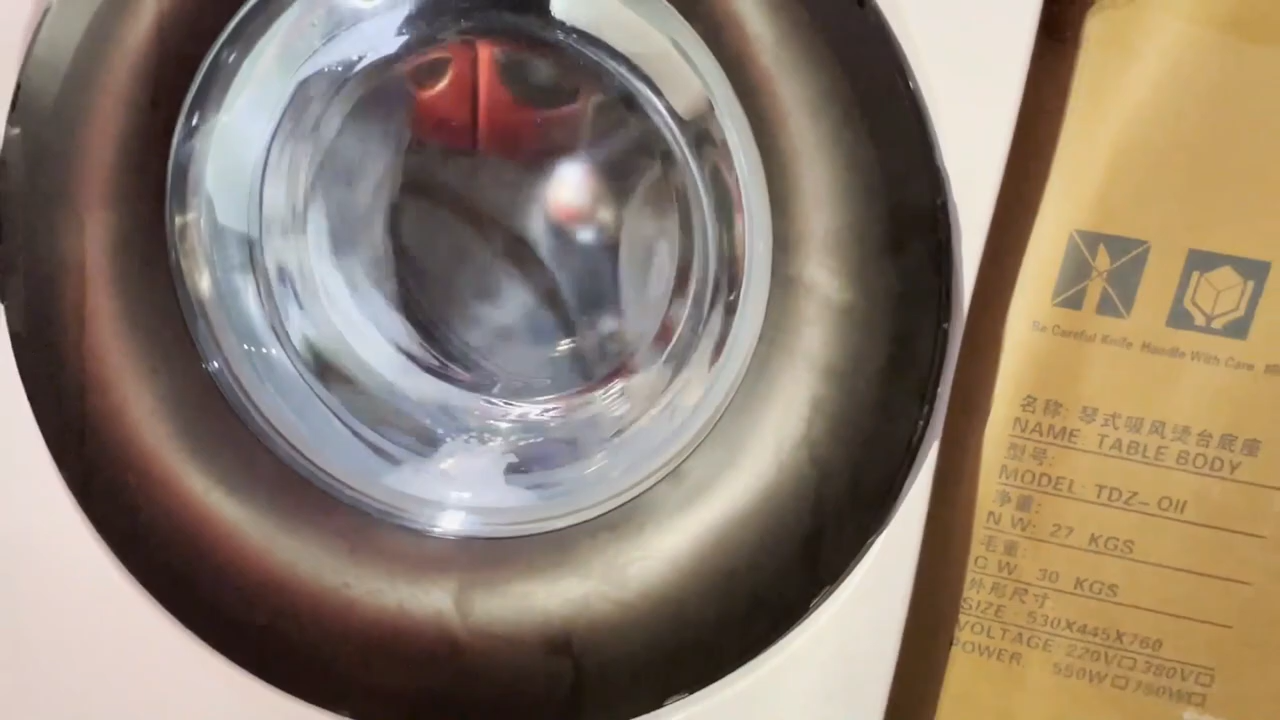 Be Careful Knife Handle With Care
名称: 琴式吸风烫台底座
NAME: TABLE BODY
型号:
MODEL: TDZ-OII
净重:
N W: 27 KGS
毛重:
G W: 30 KGS
外形尺寸:
SIZE: 530X445X760
VOLTAGE: 220V□ 380V□
POWER: 550W□ 750W□